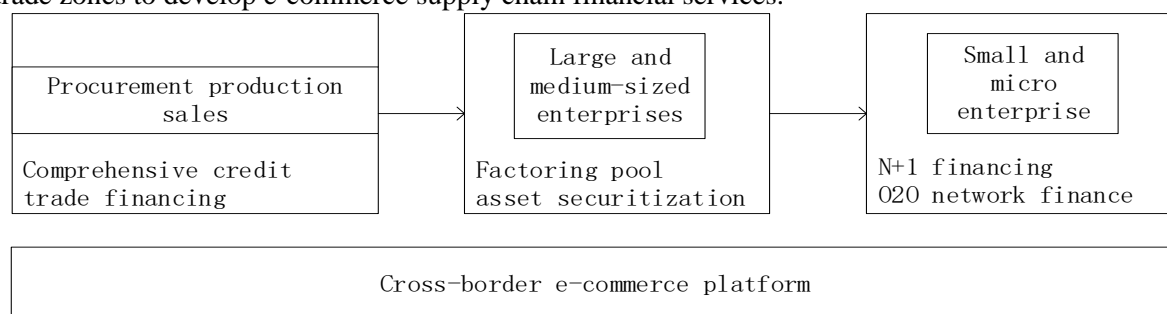 trade zones to develop e-commerce supply chain financial services.
Procurement production
sales
Comprehensive credit
trade financing
Large and
medium-sized
enterprises
Factoring pool
asset securitization
Small and
micro
enterprise
N+1 financing
O2O network finance
Cross-border e-commerce platform